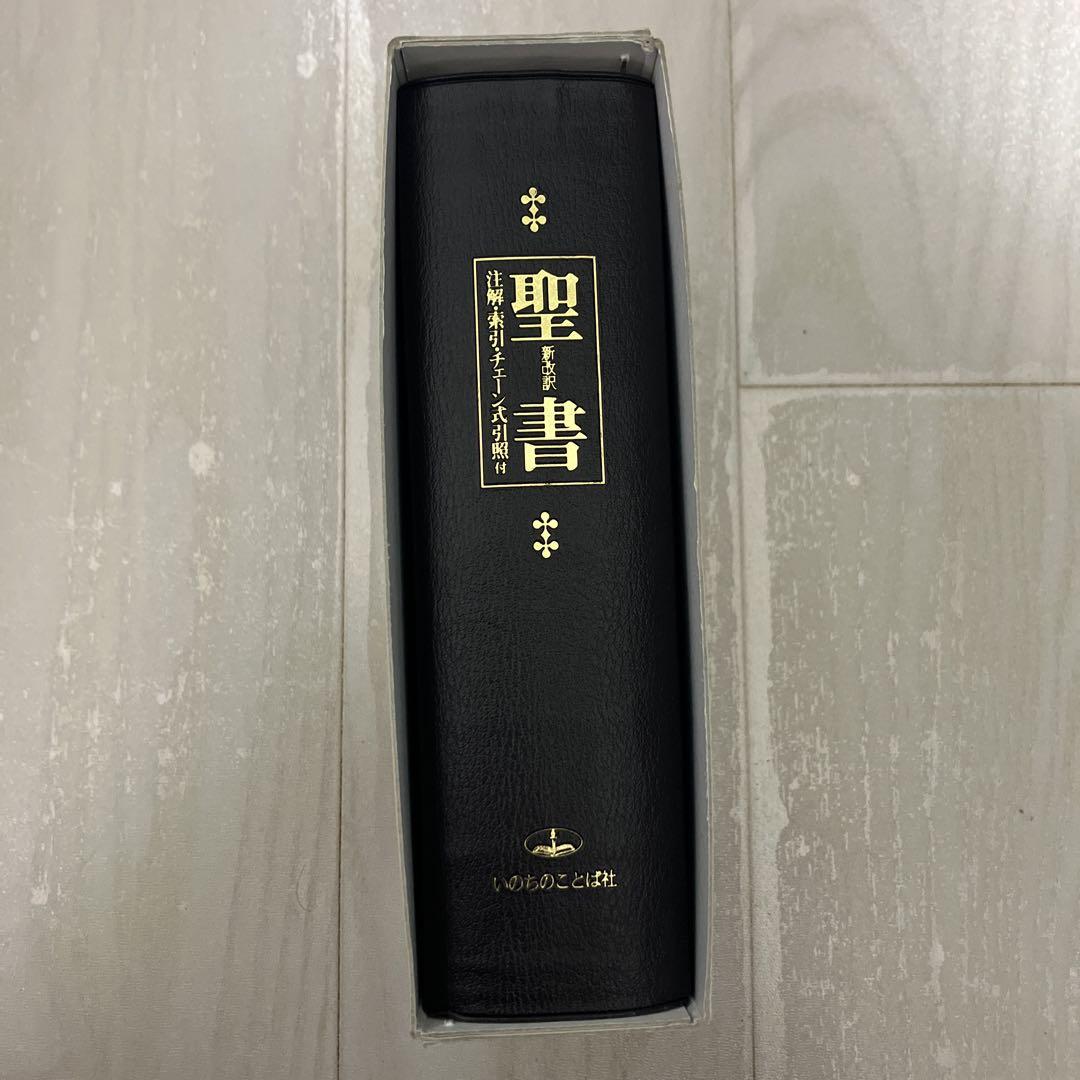 聖書
新改訳
注解・索引・チェーン式引照付
いのちのことば社